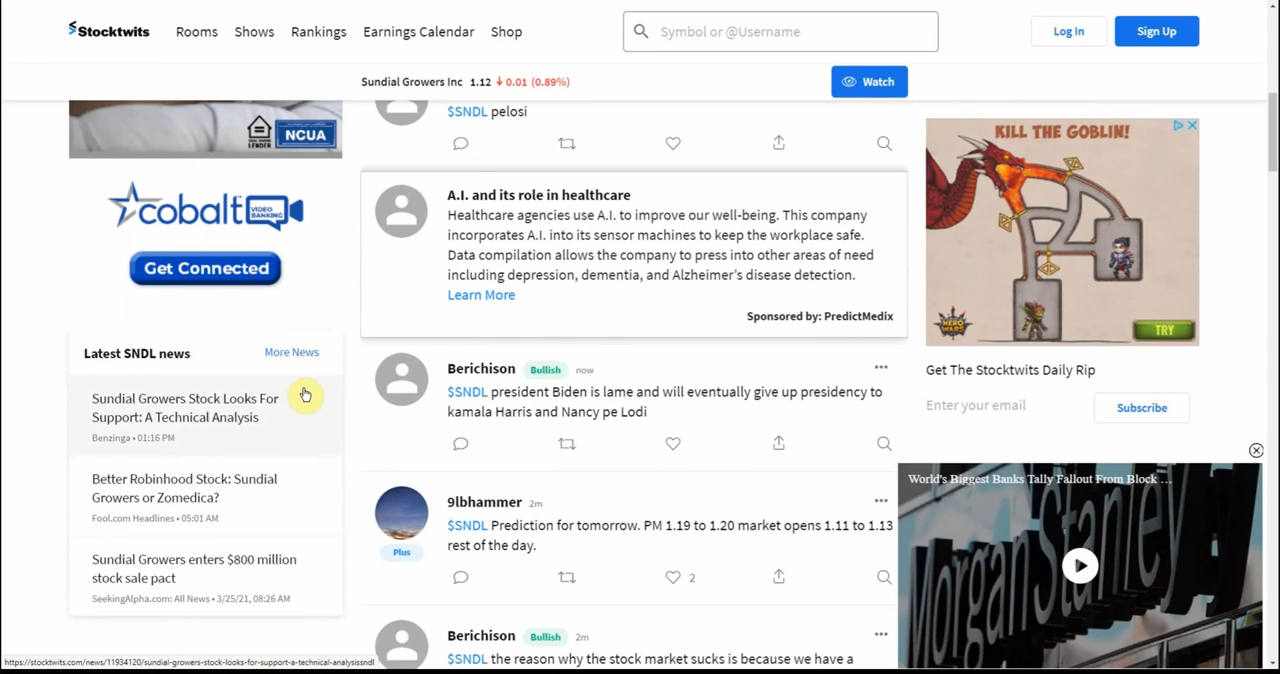 Stocktwits
Rooms
Shows
Rankings
Earnings Calendar
Shop
Symbol or @Username
Log In
Sign Up
Sundial Growers Inc 1.12 ↓ 0.01 (0.89%)
Watch
LENDER
NCUA
cobalt VIDEO BANKING
Get Connected
Latest SNDL news
More News
Sundial Growers Stock Looks For
Support: A Technical Analysis
Benzinga • 01:16 PM
Better Robinhood Stock: Sundial
Growers or Zomedica?
Fool.com Headlines • 05:01 AM
Sundial Growers enters $800 million
stock sale pact
SeekingAlpha.com: All News • 3/25/21, 08:26 AM
$SNDL pelosi
A.I. and its role in healthcare
Healthcare agencies use A.I. to improve our well-being. This company
incorporates A.I. into its sensor machines to keep the workplace safe.
Data compilation allows the company to press into other areas of need
including depression, dementia, and Alzheimer's disease detection.
Learn More
Sponsored by: PredictMedix
Berichison Bullish now
$SNDL president Biden is lame and will eventually give up presidency to
kamala Harris and Nancy pe Lodi
9lbhammer 2m
Plus
$SNDL Prediction for tomorrow. PM 1.19 to 1.20 market opens 1.11 to 1.13
rest of the day.
2
Berichison Bullish 2m
$SNDL the reason why the stock market sucks is because we have a
KILL THE GOBLIN!
HERO
WARS
TRY
Get The Stocktwits Daily Rip
Enter your email
Subscribe
World's Biggest Banks Tally Fallout From Block ...
Morgan Stanley
https://stocktwits.com/news/11934120/sundial-growers-stock-looks-for-support-a-technical-analysissndl